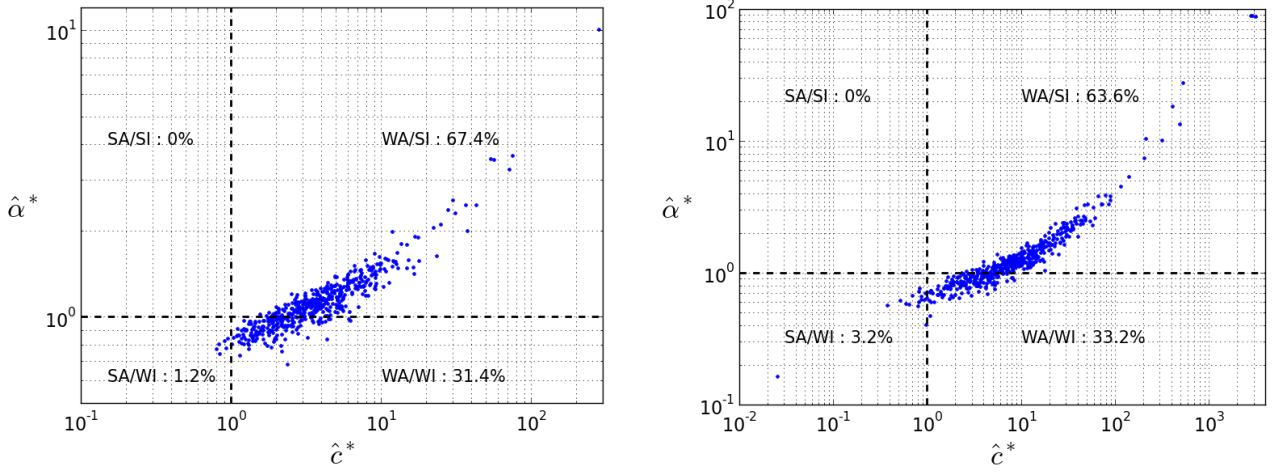 10^1
SA/SI : 0%
WA/SI : 67.4%
α̂*
10^0
SA/WI : 1.2%
WA/WI : 31.4%
10^-1
10^0
10^1
10^2
ĉ*
10^2
SA/SI : 0%
WA/SI : 63.6%
10^1
α̂*
10^0
SA/WI : 3.2%
WA/WI : 33.2%
10^-1
10^-2
10^-1
10^0
10^1
10^2
10^3
ĉ*